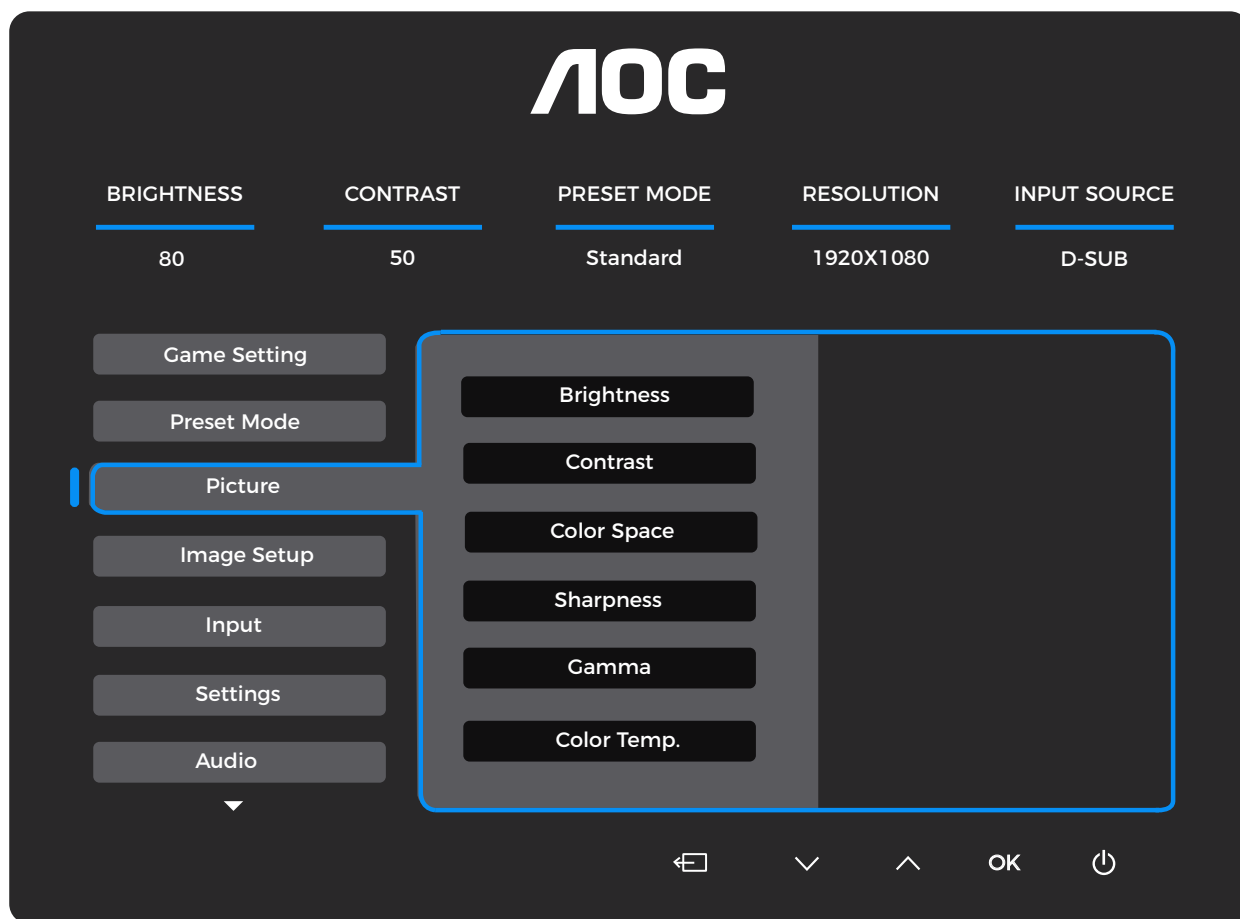 AOC
BRIGHTNESS CONTRAST PRESET MODE RESOLUTION INPUT SOURCE
80 50 Standard 1920X1080 D-SUB
Game Setting
Preset Mode
Picture
Image Setup
Input
Settings
Audio
Brightness
Contrast
Color Space
Sharpness
Gamma
Color Temp.
OK